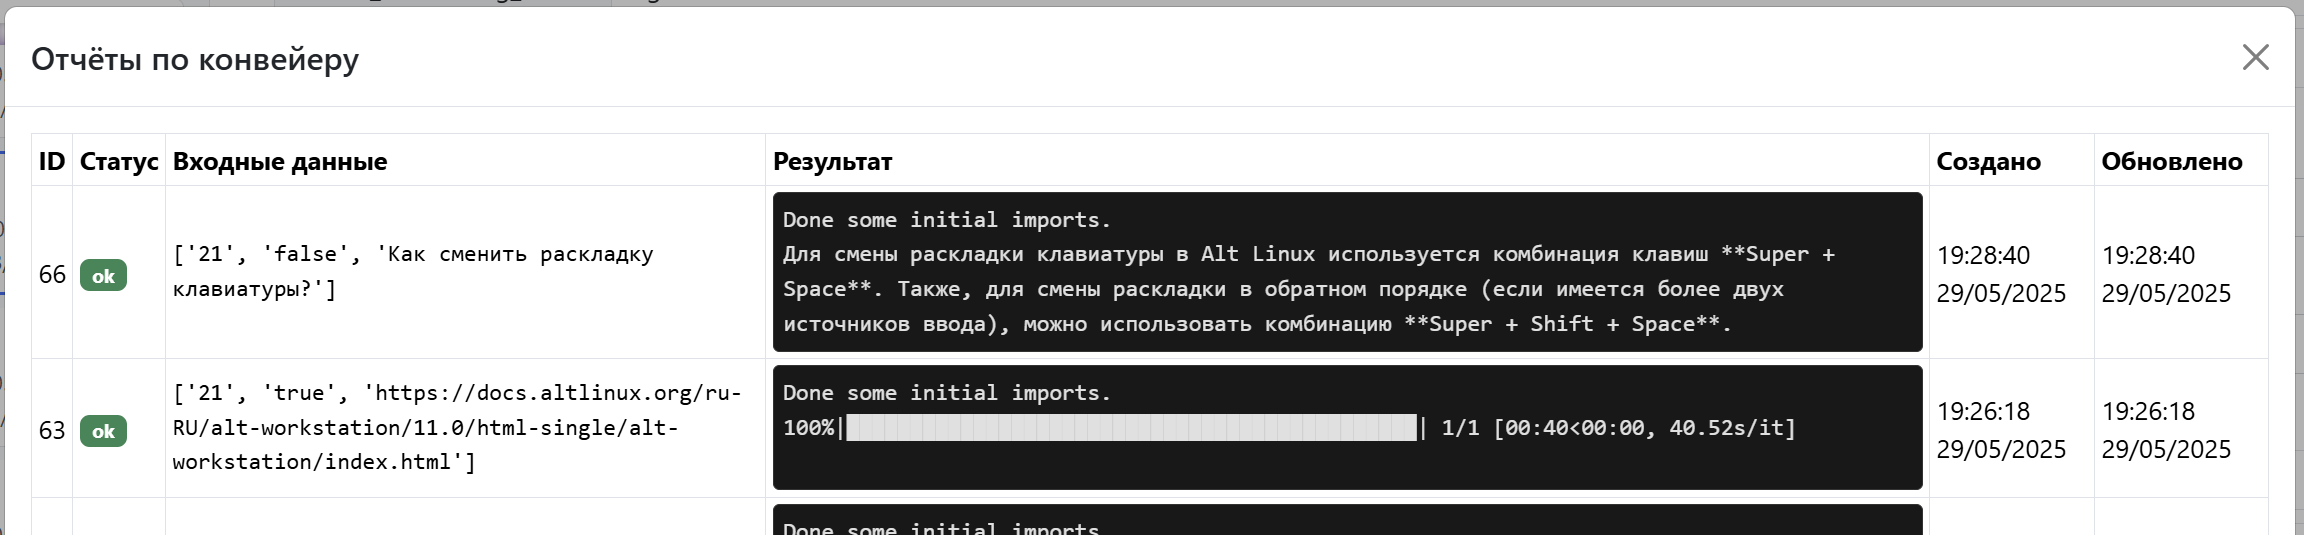 Отчёты по конвейеру
ID Статус Входные данные Результат Создано Обновлено
66 ok
['21', 'false', 'Как сменить раскладку
клавиатуры?']
Done some initial imports.
Для смены раскладки клавиатуры в Alt Linux используется комбинация клавиш **Super +
Space**. Также, для смены раскладки в обратном порядке (если имеется более двух
источников ввода), можно использовать комбинацию **Super + Shift + Space**.
19:28:40
29/05/2025
19:28:40
29/05/2025
63 ok
['21', 'true', 'https://docs.altlinux.org/ru-
RU/alt-workstation/11.0/html-single/alt-
workstation/index.html']
Done some initial imports.
100%| | 1/1 [00:40<00:00, 40.52s/it]
19:26:18
29/05/2025
19:26:18
29/05/2025
Done some initial imports.